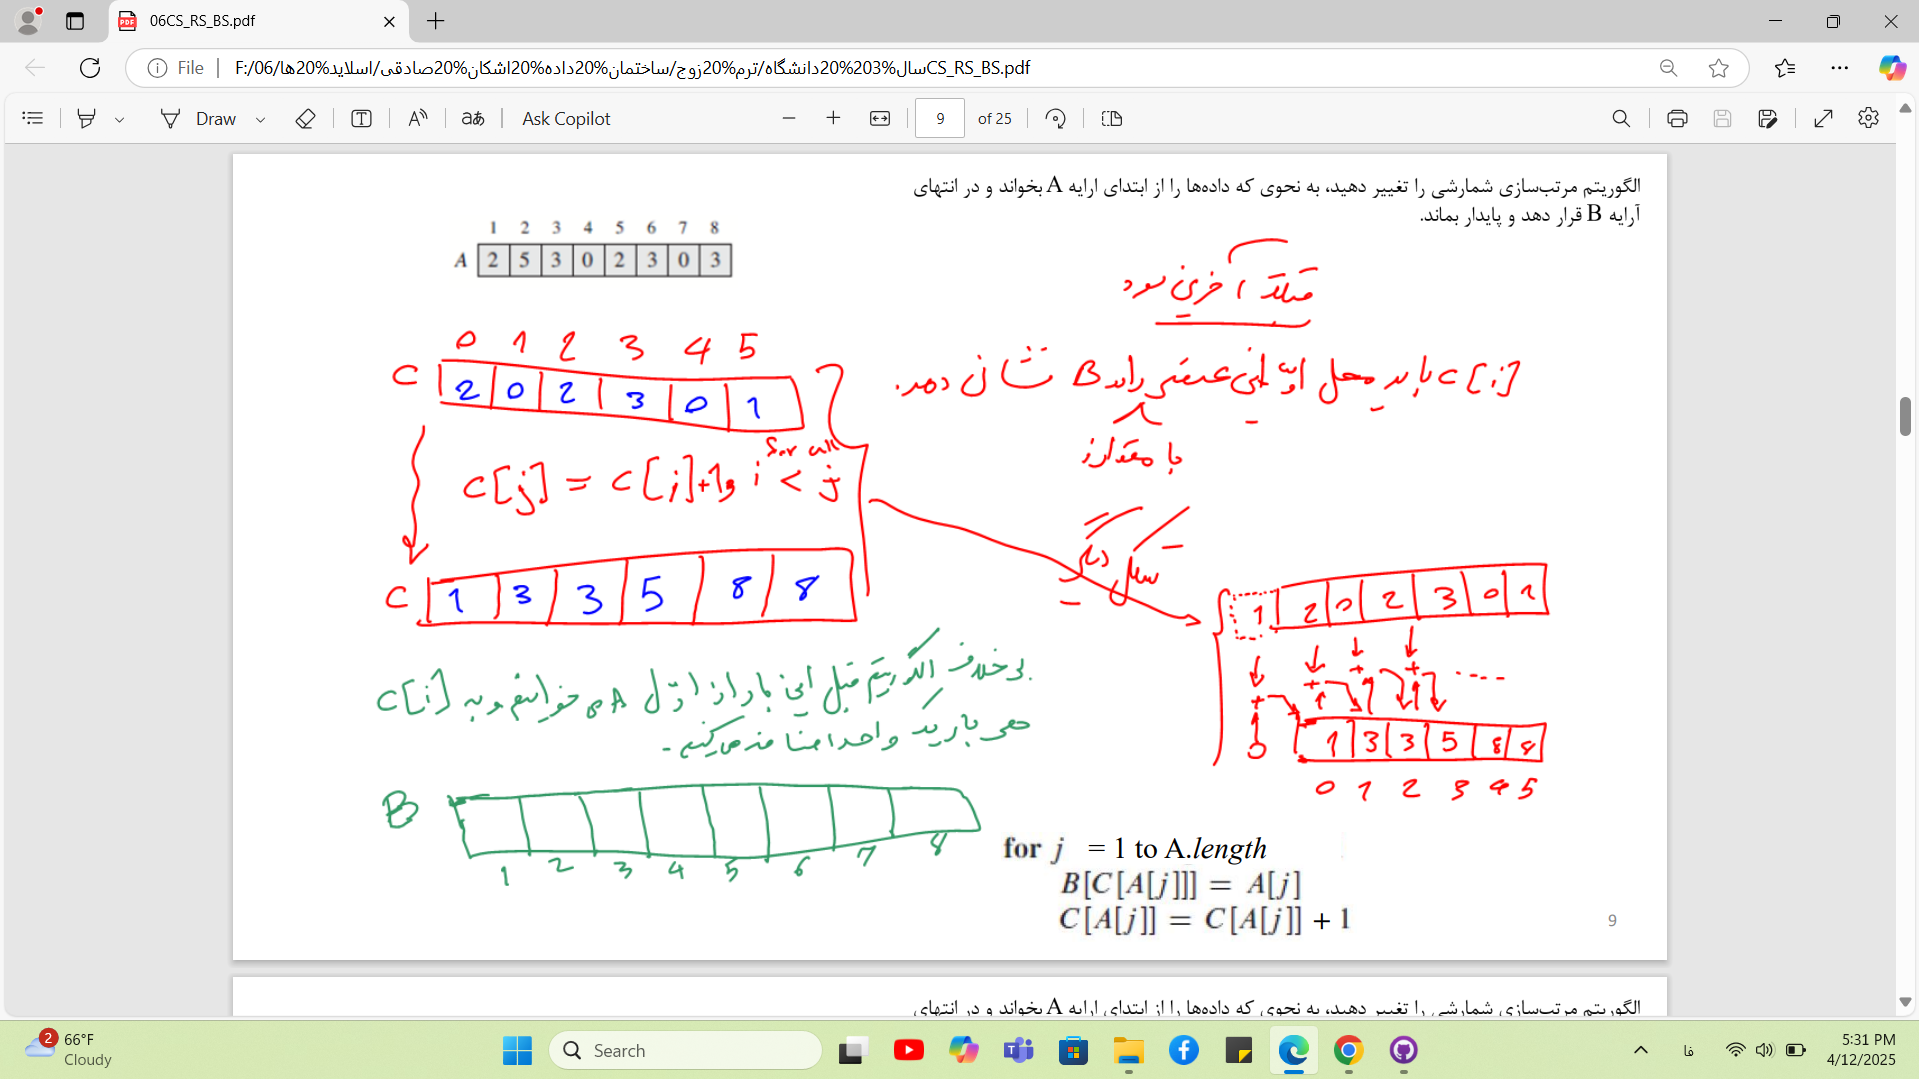 06CS_RS_BS.pdf
File
F:/06/سال%203%20دانشگاه/ترم%20زوج/ساختمان%20داده%20اشکان%20صادقی/اسلاید%20ها/CS_RS_BS.pdf
Draw
Ask Copilot
9
of 25
الگوریتم مرتب‌سازی شمارشی را تغییر دهید، به نحوی که داده‌ها را از ابتدای ارایه A بخواند و در انتهای
آرایه B قرار دهد و پایدار بماند.
1 2 3 4 5 6 7 8
A 2 5 3 0 2 3 0 3
آخرین بود
0 1 2 3 4 5
C 2 0 2 3 0 1
C[i] باید محل اولین عنصر را در B نشان دهد.
با مقدار i
for all
C[j] = C[i]+1 و i < j
شکل دیگر
C 1 3 3 5 8 8
1 2 0 2 3 0 1
+ + + + ....
0 1 3 3 5 8 8
0 1 2 3 4 5
برخلاف الگوریتم قبل این بار از اول A می خوانیم و به C[i]
هر بار یک واحد اضافه می‌کنیم.
B
1 2 3 4 5 6 7 8
for j = 1 to A.length
B[C[A[j]]] = A[j]
C[A[j]] = C[A[j]] + 1
9
الگوریتم مرتب‌سازی شمارشی را تغییر دهید، به نحوی که داده‌ها را از ابتدای ارایه A بخواند و در انتهای
2
66°F
Cloudy
Search
فا
5:31 PM
4/12/2025